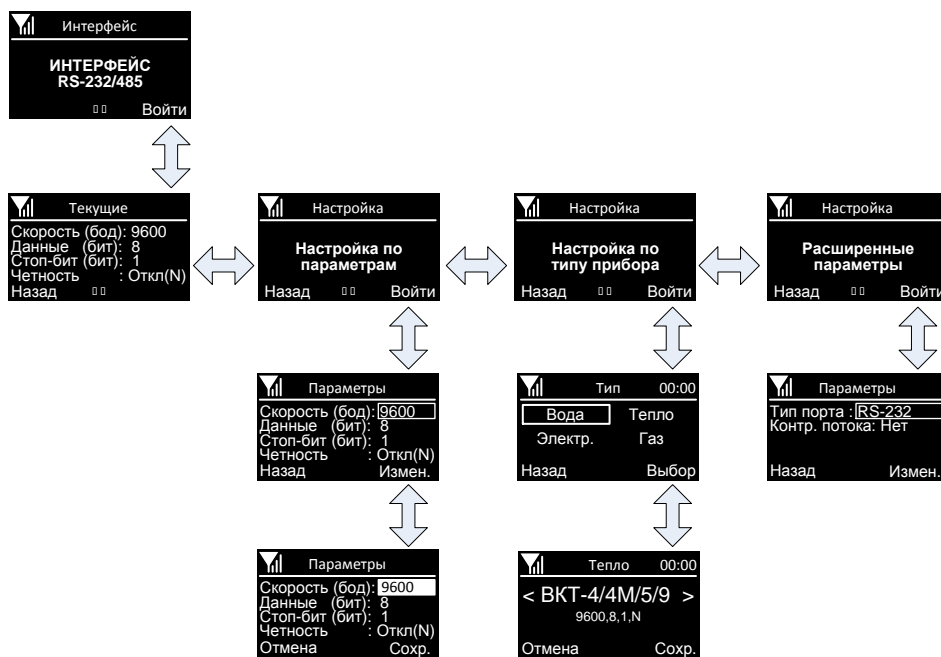 Интерфейс
ИНТЕРФЕЙС
RS-232/485
Войти
Текущие
Скорость (бод): 9600
Данные (бит): 8
Стоп-бит (бит): 1
Четность : Откл(N)
Назад
Настройка
Настройка по
параметрам
Назад Войти
Настройка
Настройка по
типу прибора
Назад Войти
Настройка
Расширенные
параметры
Назад Войти
Параметры
Скорость (бод): 9600
Данные (бит): 8
Стоп-бит (бит): 1
Четность : Откл(N)
Назад Измен.
Тип 00:00
Вода Тепло
Электр. Газ
Назад Выбор
Параметры
Тип порта : RS-232
Контр. потока: Нет
Назад Измен.
Параметры
Скорость (бод): 9600
Данные (бит): 8
Стоп-бит (бит): 1
Четность : Откл(N)
Отмена Сохр.
Тепло 00:00
< ВКТ-4/4М/5/9 >
9600,8,1,N
Отмена Сохр.